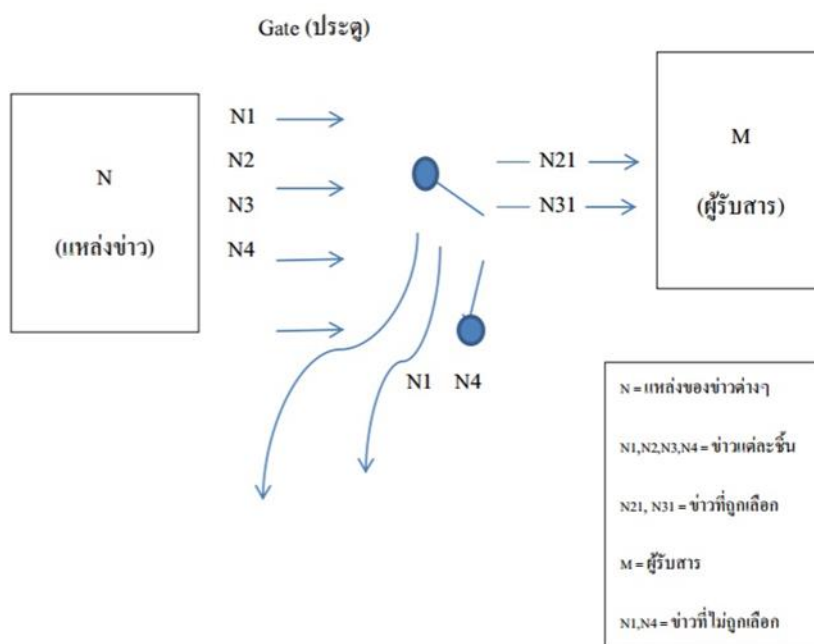 Gate (ประตู)
N
(แหล่งข่าว)
N1
N2
N3
N4
N21
N31
M
(ผู้รับสาร)
N1 N4
N = แหล่งของข่าวต่างๆ
N1,N2,N3,N4 = ข่าวแต่ละชิ้น
N21, N31 = ข่าวที่ถูกเลือก
M = ผู้รับสาร
N1,N4 = ข่าวที่ไม่ถูกเลือก